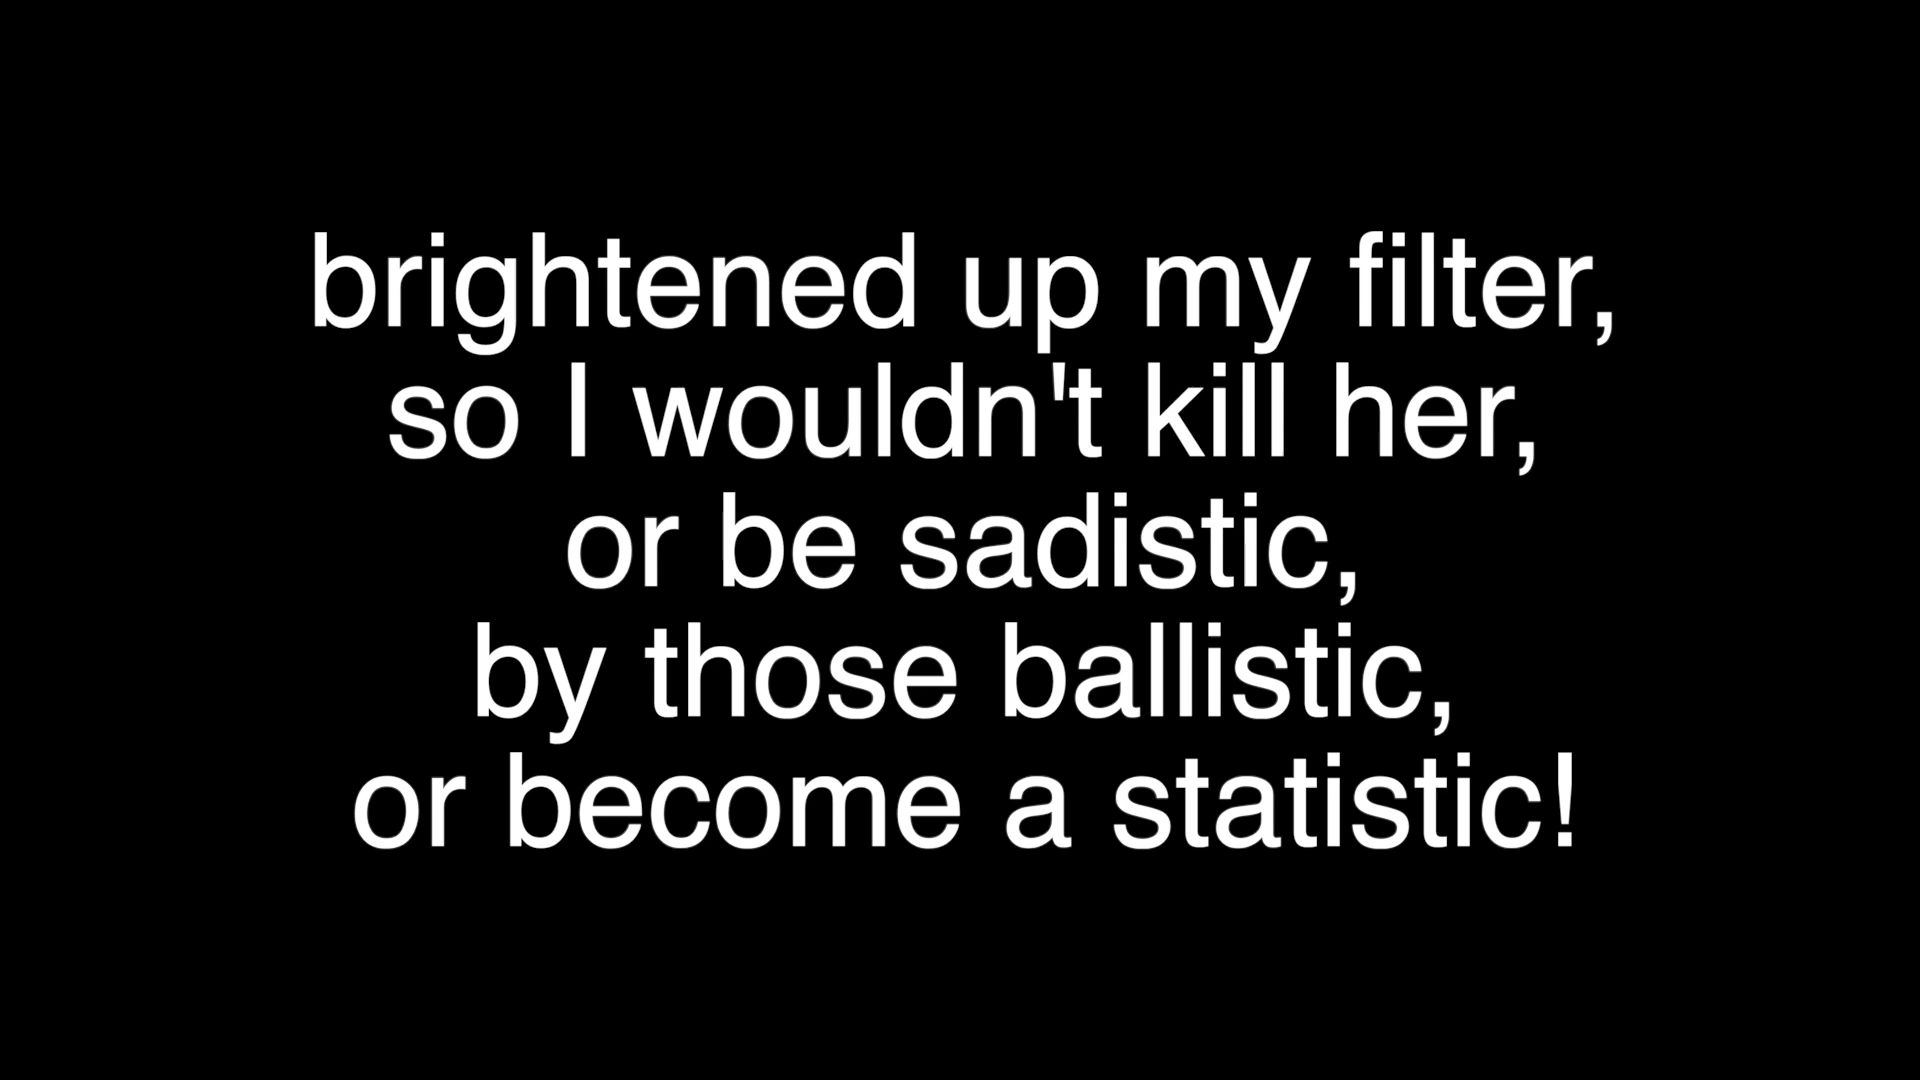 brightened up my filter,
so I wouldn't kill her,
or be sadistic,
by those ballistic,
or become a statistic!